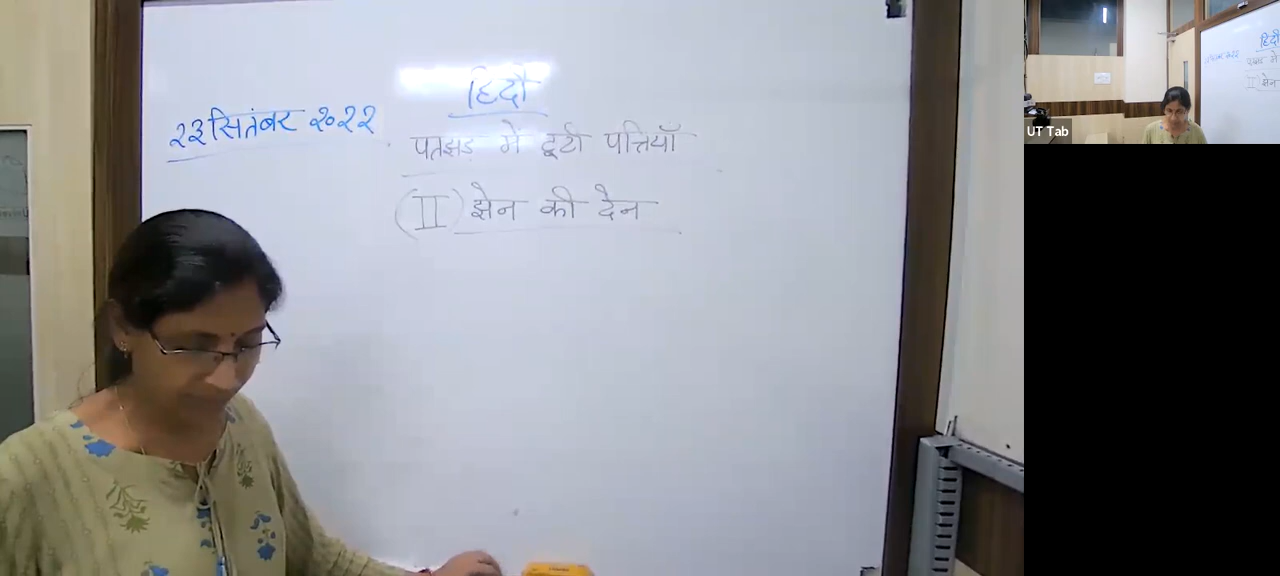 हिंदी
२३ सितंबर २०२२
पतझड़ में टूटी पत्तियाँ
(II) झेन की देन
UT Tab